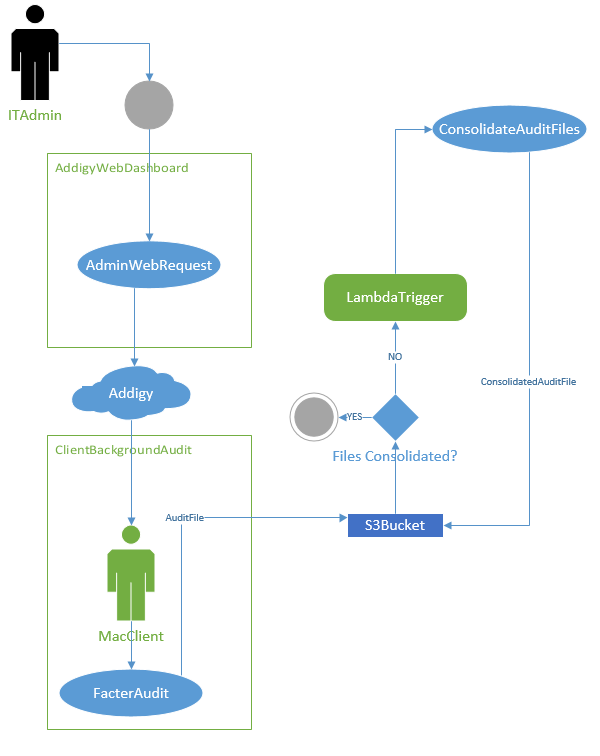 ITAdmin
AddigyWebDashboard
AdminWebRequest
Addigy
ClientBackgroundAudit
MacClient
FacterAudit
AuditFile
S3Bucket
Files Consolidated?
YES
NO
LambdaTrigger
ConsolidateAuditFiles
ConsolidatedAuditFile